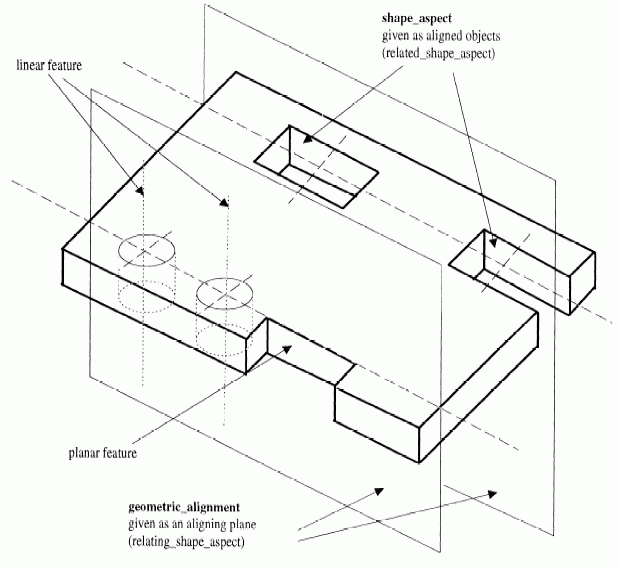 shape_aspect
given as aligned objects
(related_shape_aspect)
linear feature
planar feature
geometric_alignment
given as an aligning plane
(relating_shape_aspect)